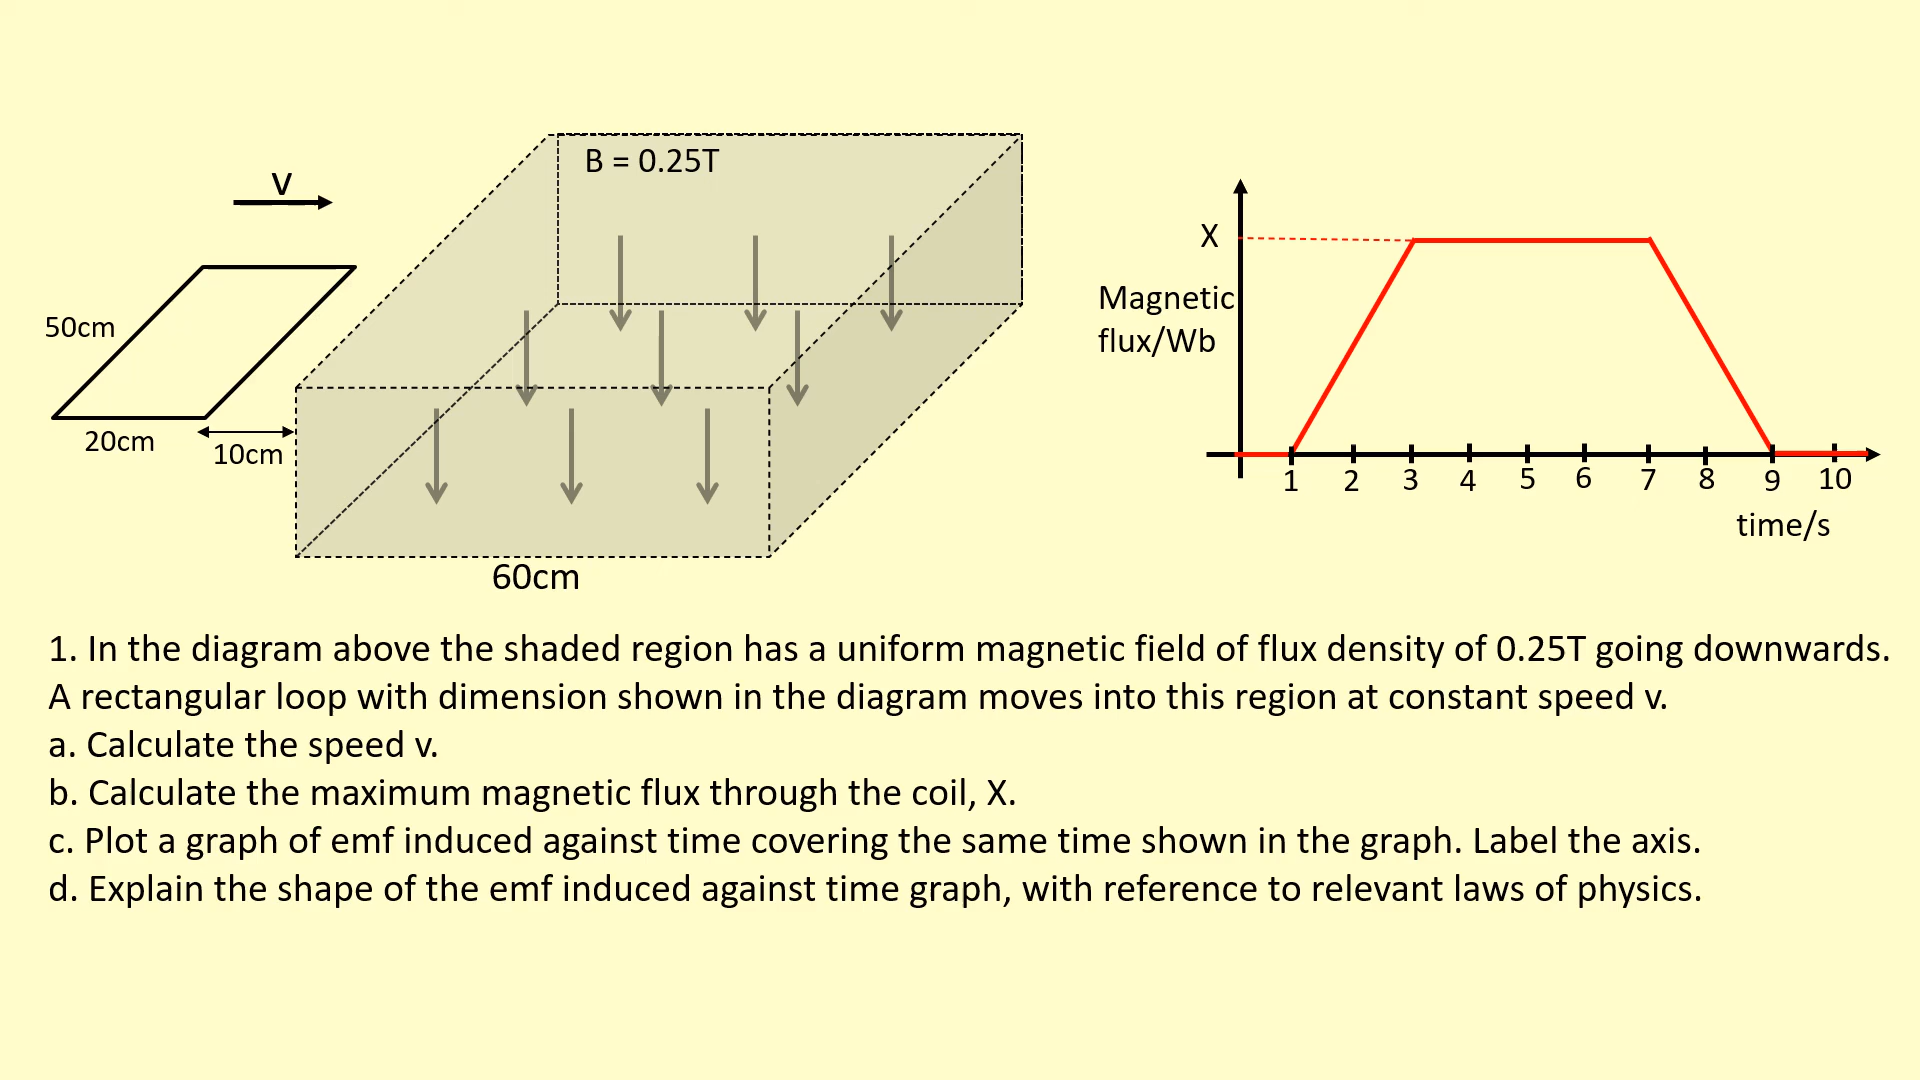 B = 0.25T
v
50cm
20cm
10cm
60cm
X
Magnetic
flux/Wb
1 2 3 4 5 6 7 8 9 10
time/s
1. In the diagram above the shaded region has a uniform magnetic field of flux density of 0.25T going downwards.
A rectangular loop with dimension shown in the diagram moves into this region at constant speed v.
a. Calculate the speed v.
b. Calculate the maximum magnetic flux through the coil, X.
c. Plot a graph of emf induced against time covering the same time shown in the graph. Label the axis.
d. Explain the shape of the emf induced against time graph, with reference to relevant laws of physics.